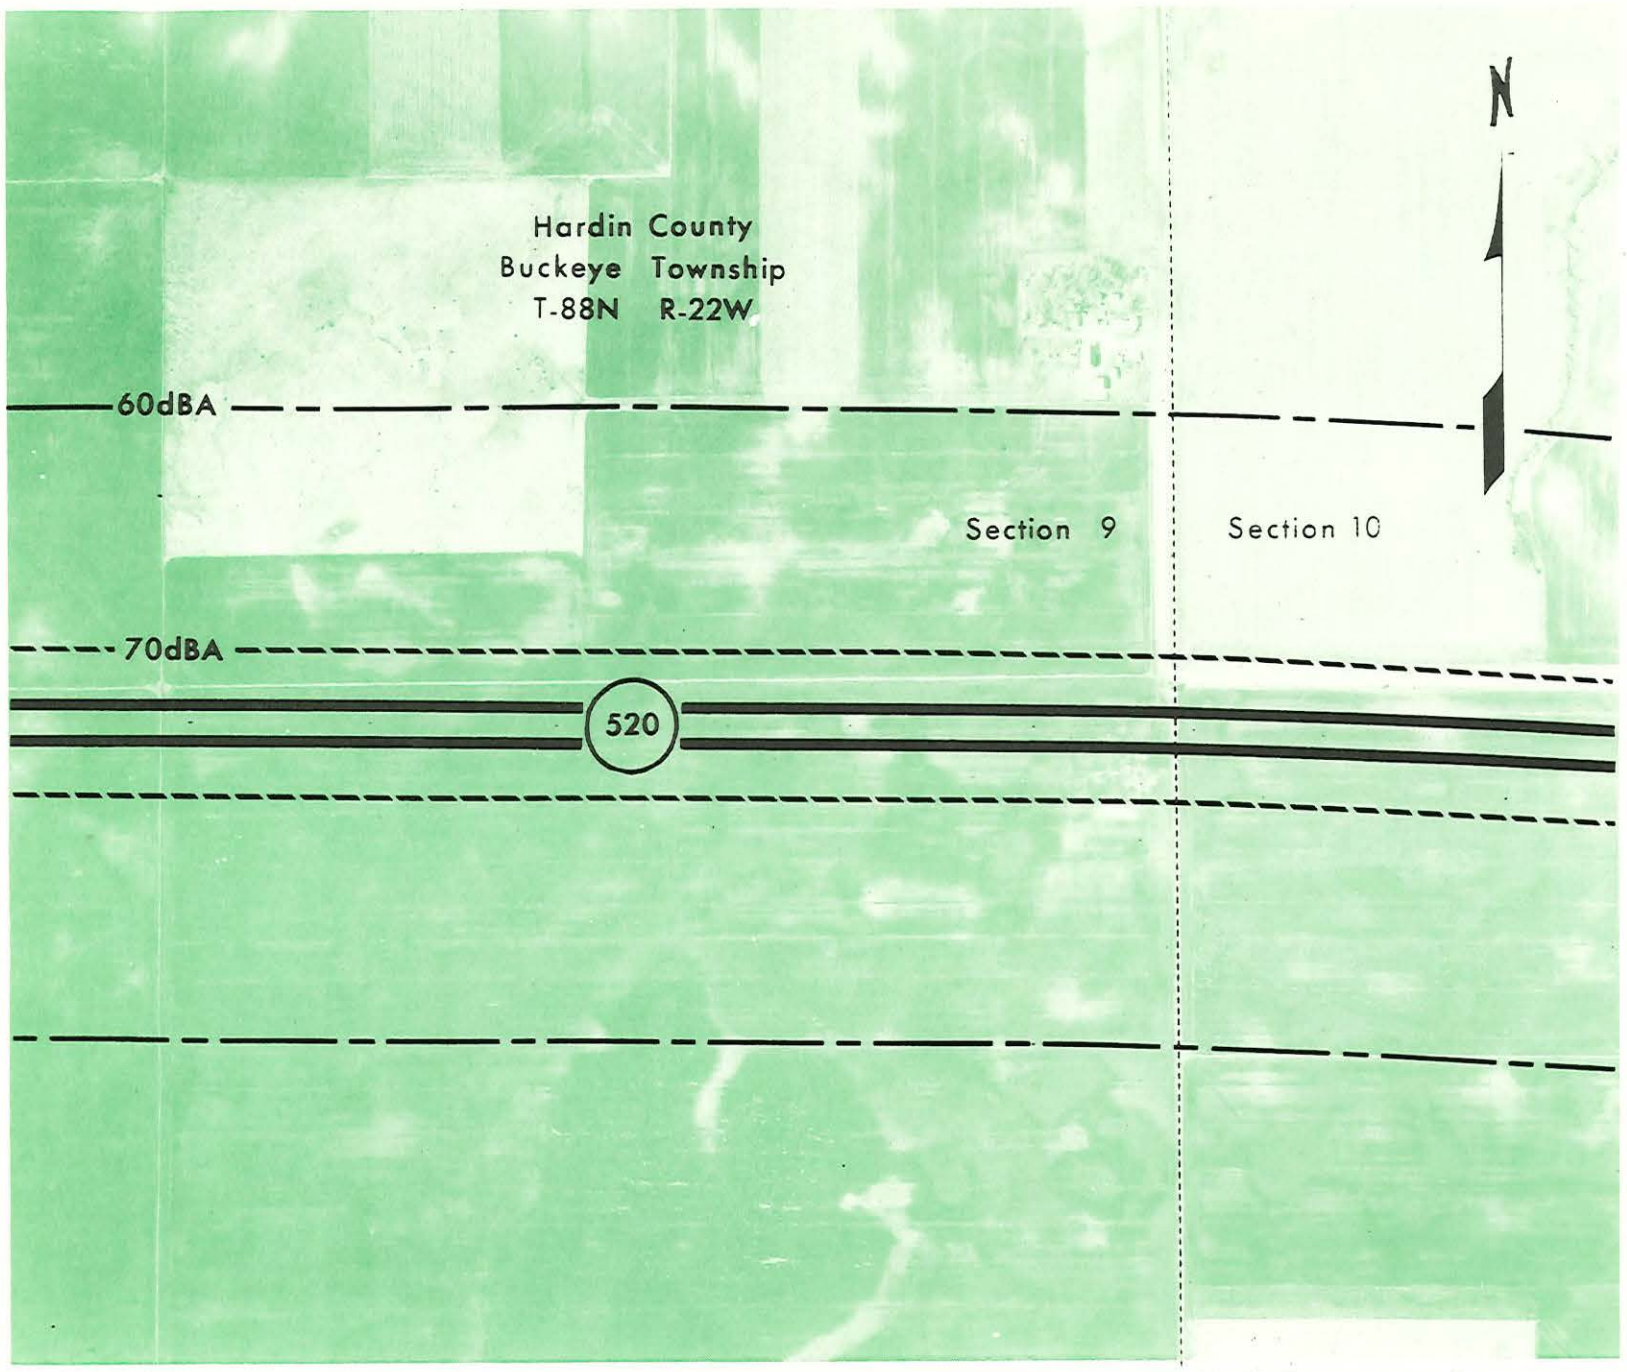 N
Hardin County
Buckeye Township
T-88N R-22W
60dBA
Section 9
Section 10
70dBA
520